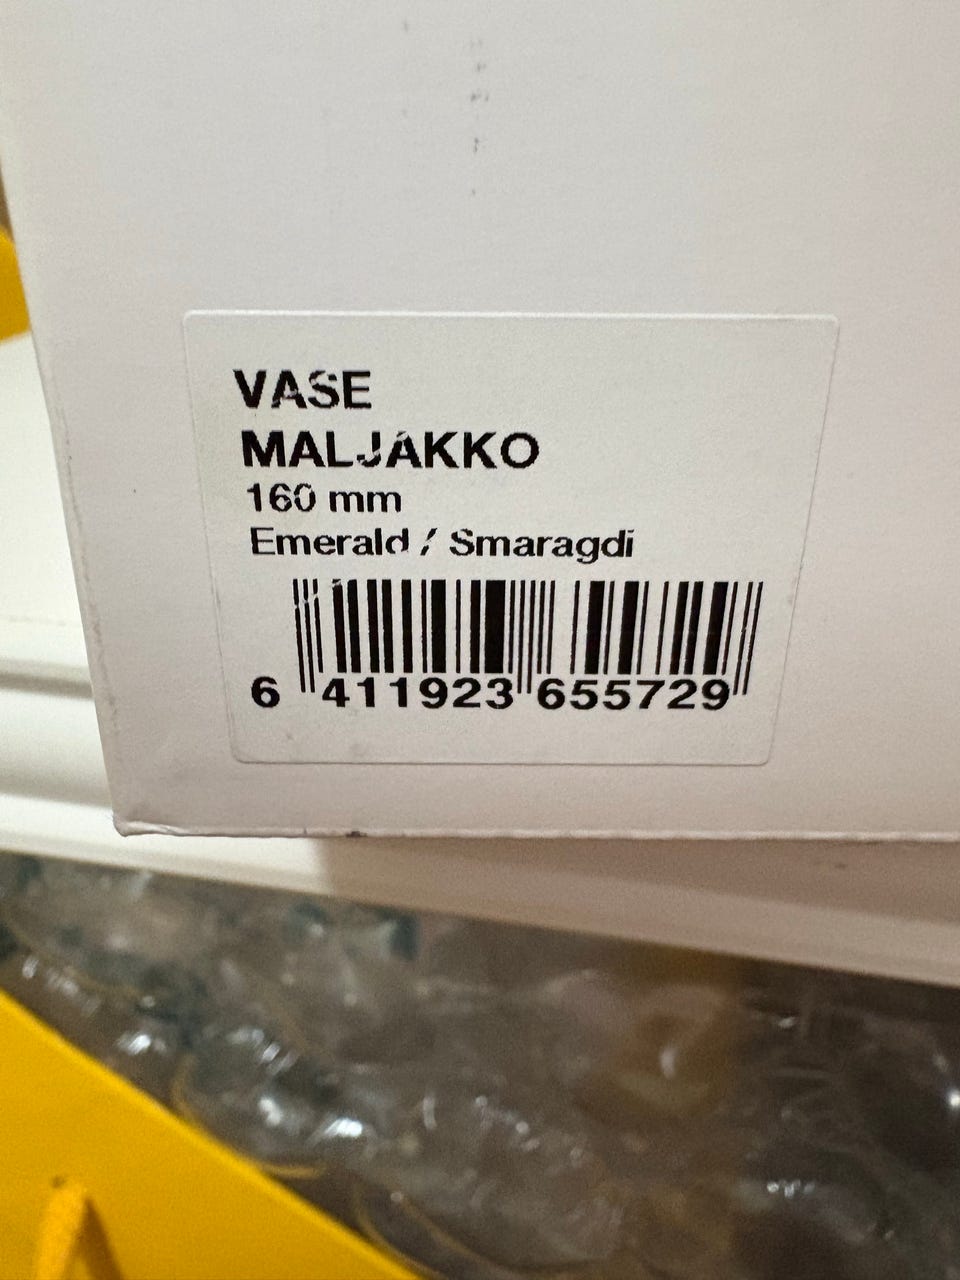 VASE
MALJAKKO
160 mm
Emerald / Smaragdi
6 411923 655729